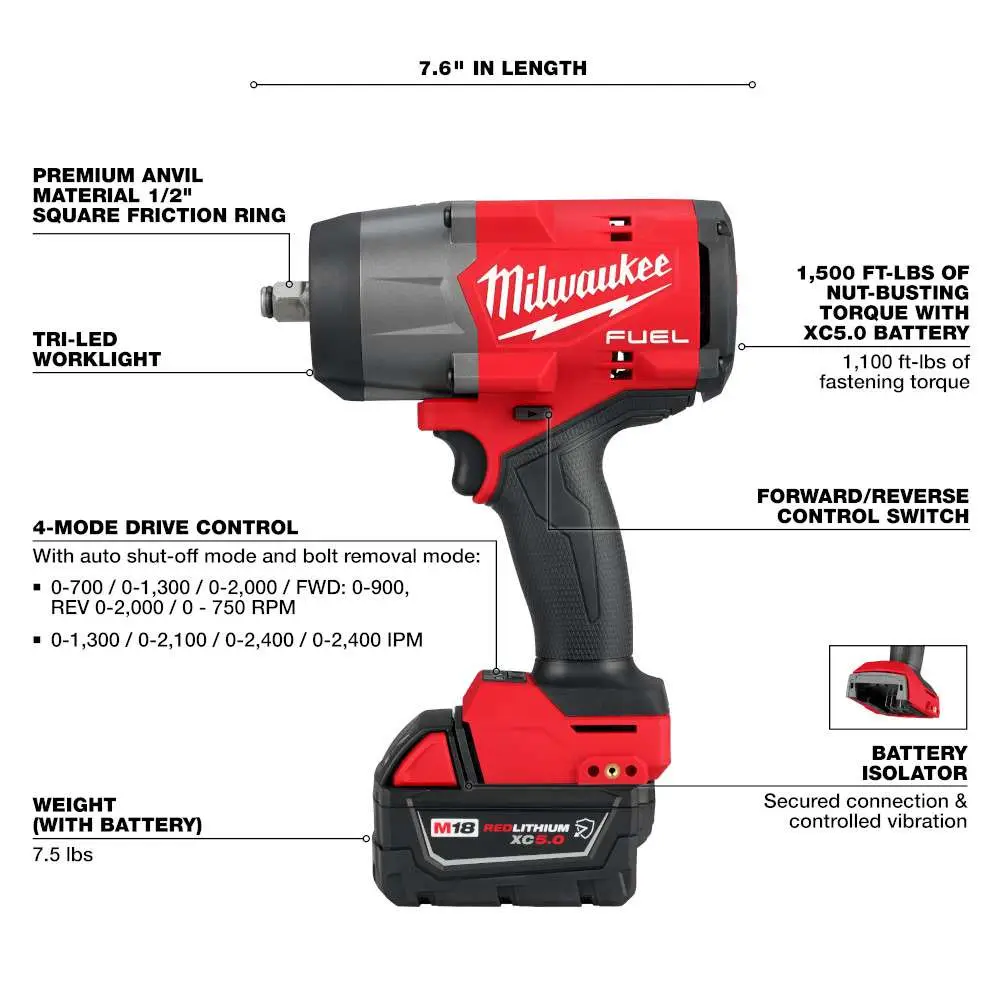 7.6" IN LENGTH
PREMIUM ANVIL
MATERIAL 1/2"
SQUARE FRICTION RING
TRI-LED
WORKLIGHT
4-MODE DRIVE CONTROL
With auto shut-off mode and bolt removal mode:
▪ 0-700 / 0-1,300 / 0-2,000 / FWD: 0-900,
REV 0-2,000 / 0 - 750 RPM
▪ 0-1,300 / 0-2,100 / 0-2,400 / 0-2,400 IPM
WEIGHT
(WITH BATTERY)
7.5 lbs
Milwaukee
FUEL
M18 REDLITHIUM
XC5.0
1,500 FT-LBS OF
NUT-BUSTING
TORQUE WITH
XC5.0 BATTERY
1,100 ft-lbs of
fastening torque
FORWARD/REVERSE
CONTROL SWITCH
BATTERY
ISOLATOR
Secured connection &
controlled vibration